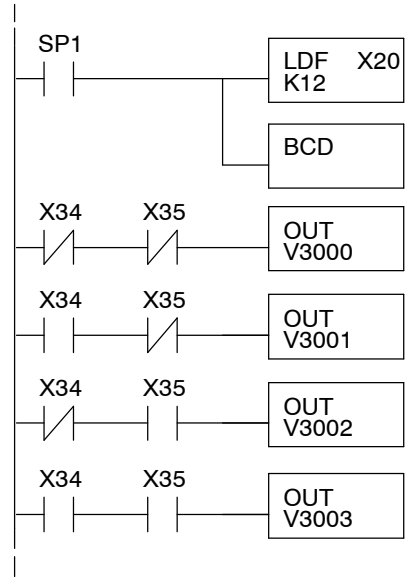 SP1
LDF X20
K12
BCD
X34 X35
OUT
V3000
X34 X35
OUT
V3001
X34 X35
OUT
V3002
X34 X35
OUT
V3003